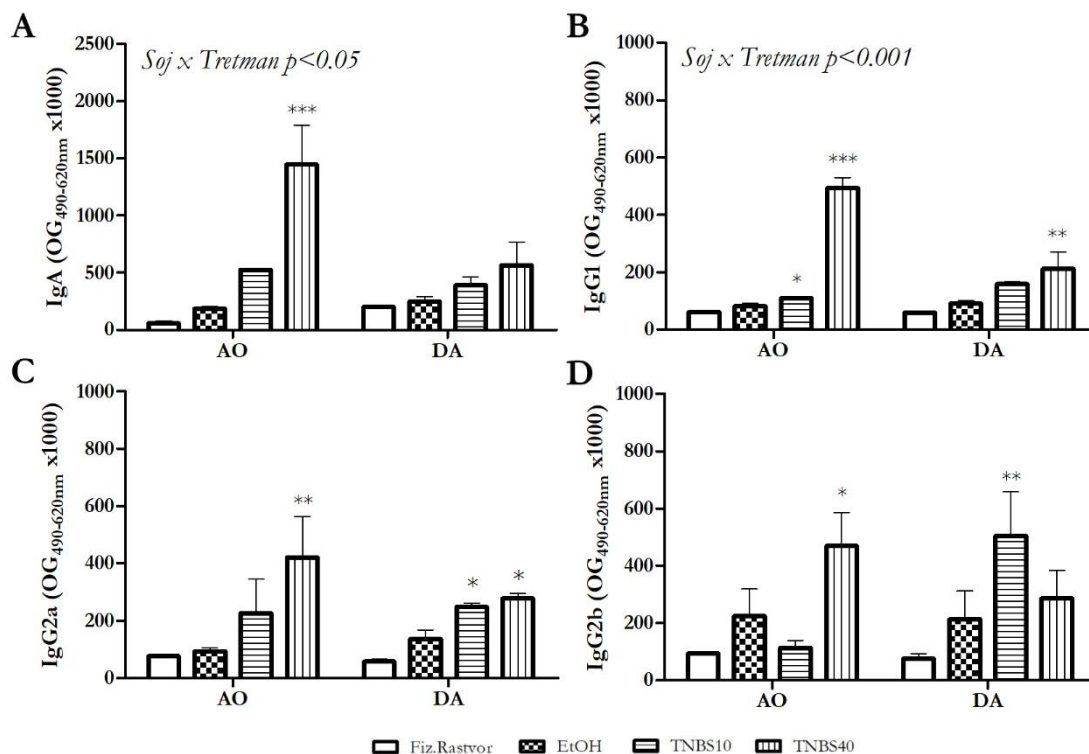 A
Soj x Tretman p<0.05
IgA (OG490-620nm x1000)
2500
2000
1500
1000
500
0
***
AO
DA
B
Soj x Tretman p<0.001
IgG1 (OG490-620nm x1000)
1000
800
600
400
200
0
*
***
**
AO
DA
C
IgG2a (OG490-620nm x1000)
1000
800
600
400
200
0
**
*
*
AO
DA
D
IgG2b (OG490-620nm x1000)
1000
800
600
400
200
0
*
**
AO
DA
Fiz.Rastvor EtOH TNBS10 TNBS40